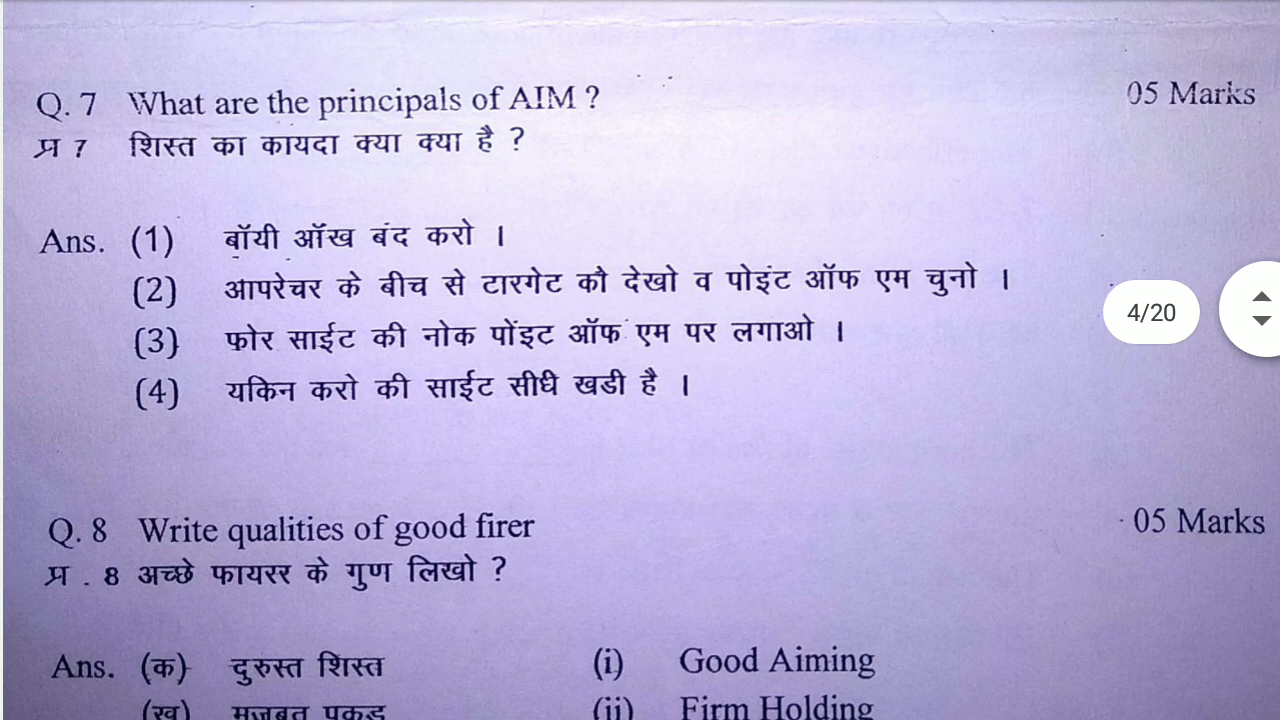 Q. 7 What are the principals of AIM ? 05 Marks
प्र 7 शिस्त का कायदा क्या क्या है ?
Ans. (1) बॉयी ऑख बंद करो ।
(2) आपरेचर के बीच से टारगेट कौ देखो व पोइंट ऑफ एम चुनो ।
(3) फोर साईट की नोक पोंइट ऑफ एम पर लगाओ ।
4/20
(4) यकिन करो की साईट सीधी खडी है ।
Q. 8 Write qualities of good firer 05 Marks
प्र . 8 अच्छे फायरर के गुण लिखो ?
Ans. (क) दुरुस्त शिस्त (i) Good Aiming
(ख) मजबूत पकड (ii) Firm Holding